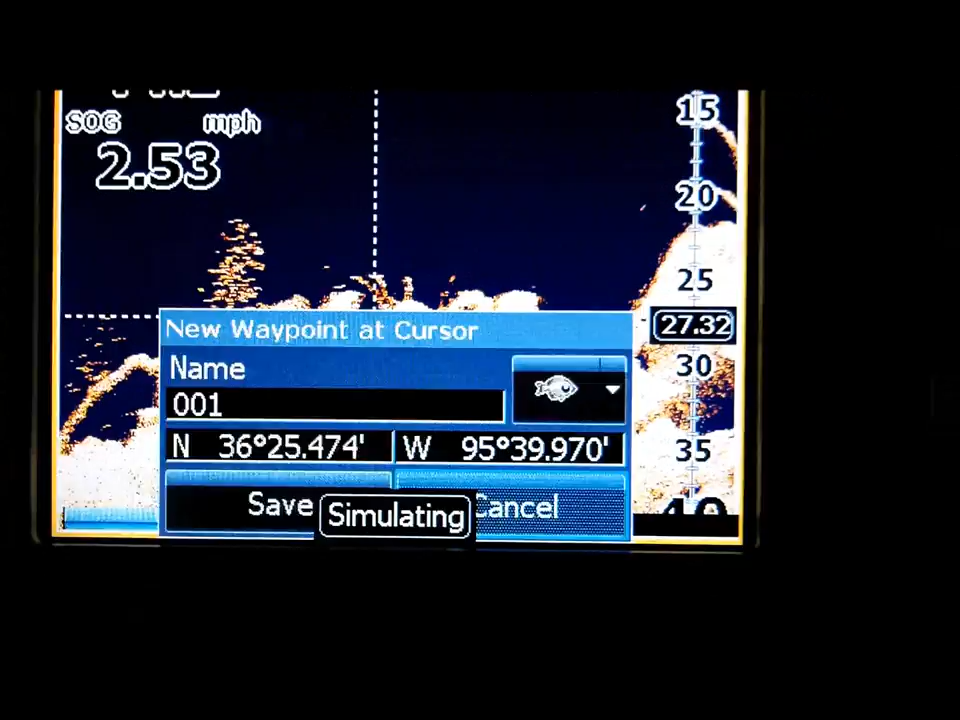 SOG mph
2.53
15
20
25
27.32
30
35
New Waypoint at Cursor
Name
001
N 36°25.474' W 95°39.970'
Save Cancel
Simulating